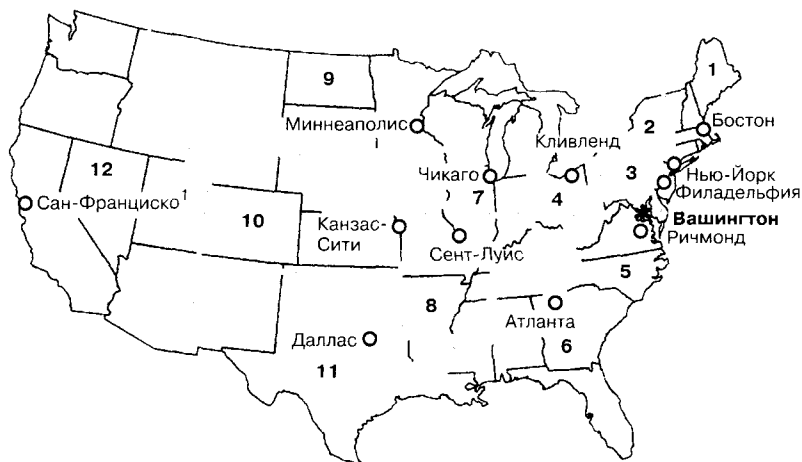 1
9
Миннеаполис
2
Бостон
Кливленд
12
Чикаго
7
4
3
Нью-Йорк
Филадельфия
Сан-Франциско¹
10
Канзас-
Сити
Сент-Луис
Вашингтон
Ричмонд
5
8
Атланта
Даллас
6
11